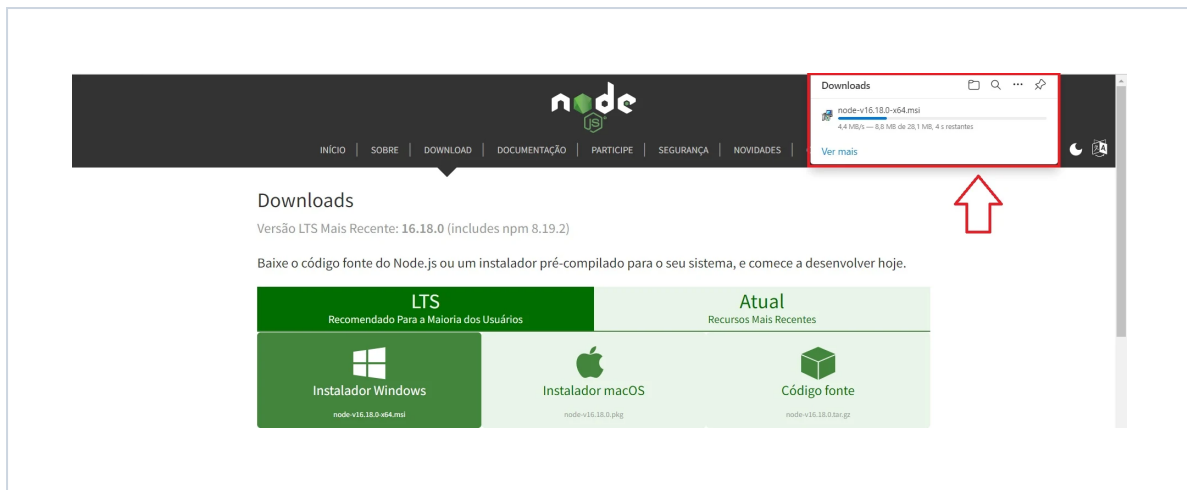 node
JS
Downloads
node-v16.18.0-x64.msi
4,4 MB/s — 8,8 MB de 28,1 MB, 4 s restantes
Ver mais
INÍCIO | SOBRE | DOWNLOAD | DOCUMENTAÇÃO | PARTICIPE | SEGURANÇA | NOVIDADES |
Downloads
Versão LTS Mais Recente: 16.18.0 (includes npm 8.19.2)
Baixe o código fonte do Node.js ou um instalador pré-compilado para o seu sistema, e comece a desenvolver hoje.
LTS
Recomendado Para a Maioria dos Usuários
Atual
Recursos Mais Recentes
Instalador Windows
node-v16.18.0-x64.msi
Instalador macOS
node-v16.18.0.pkg
Código fonte
node-v16.18.0.tar.gz